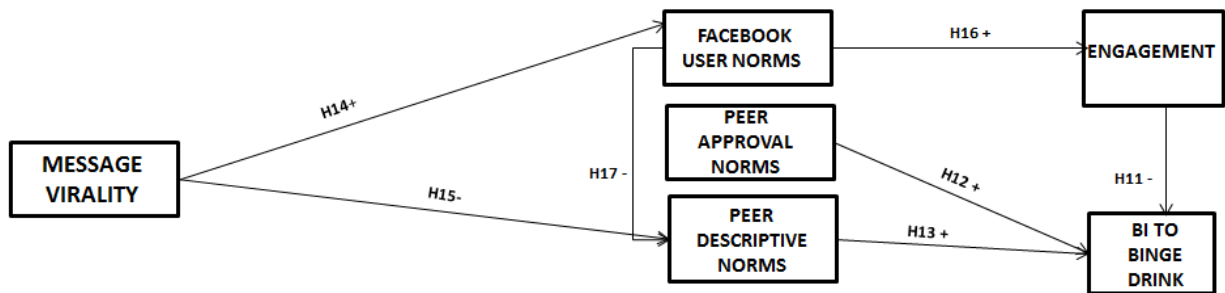 FACEBOOK
USER NORMS
H16 +
ENGAGEMENT
H14+
PEER
APPROVAL
NORMS
MESSAGE
VIRALITY
H17 -
H12 +
H11 -
H15-
PEER
DESCRIPTIVE
NORMS
H13 +
BI TO
BINGE
DRINK